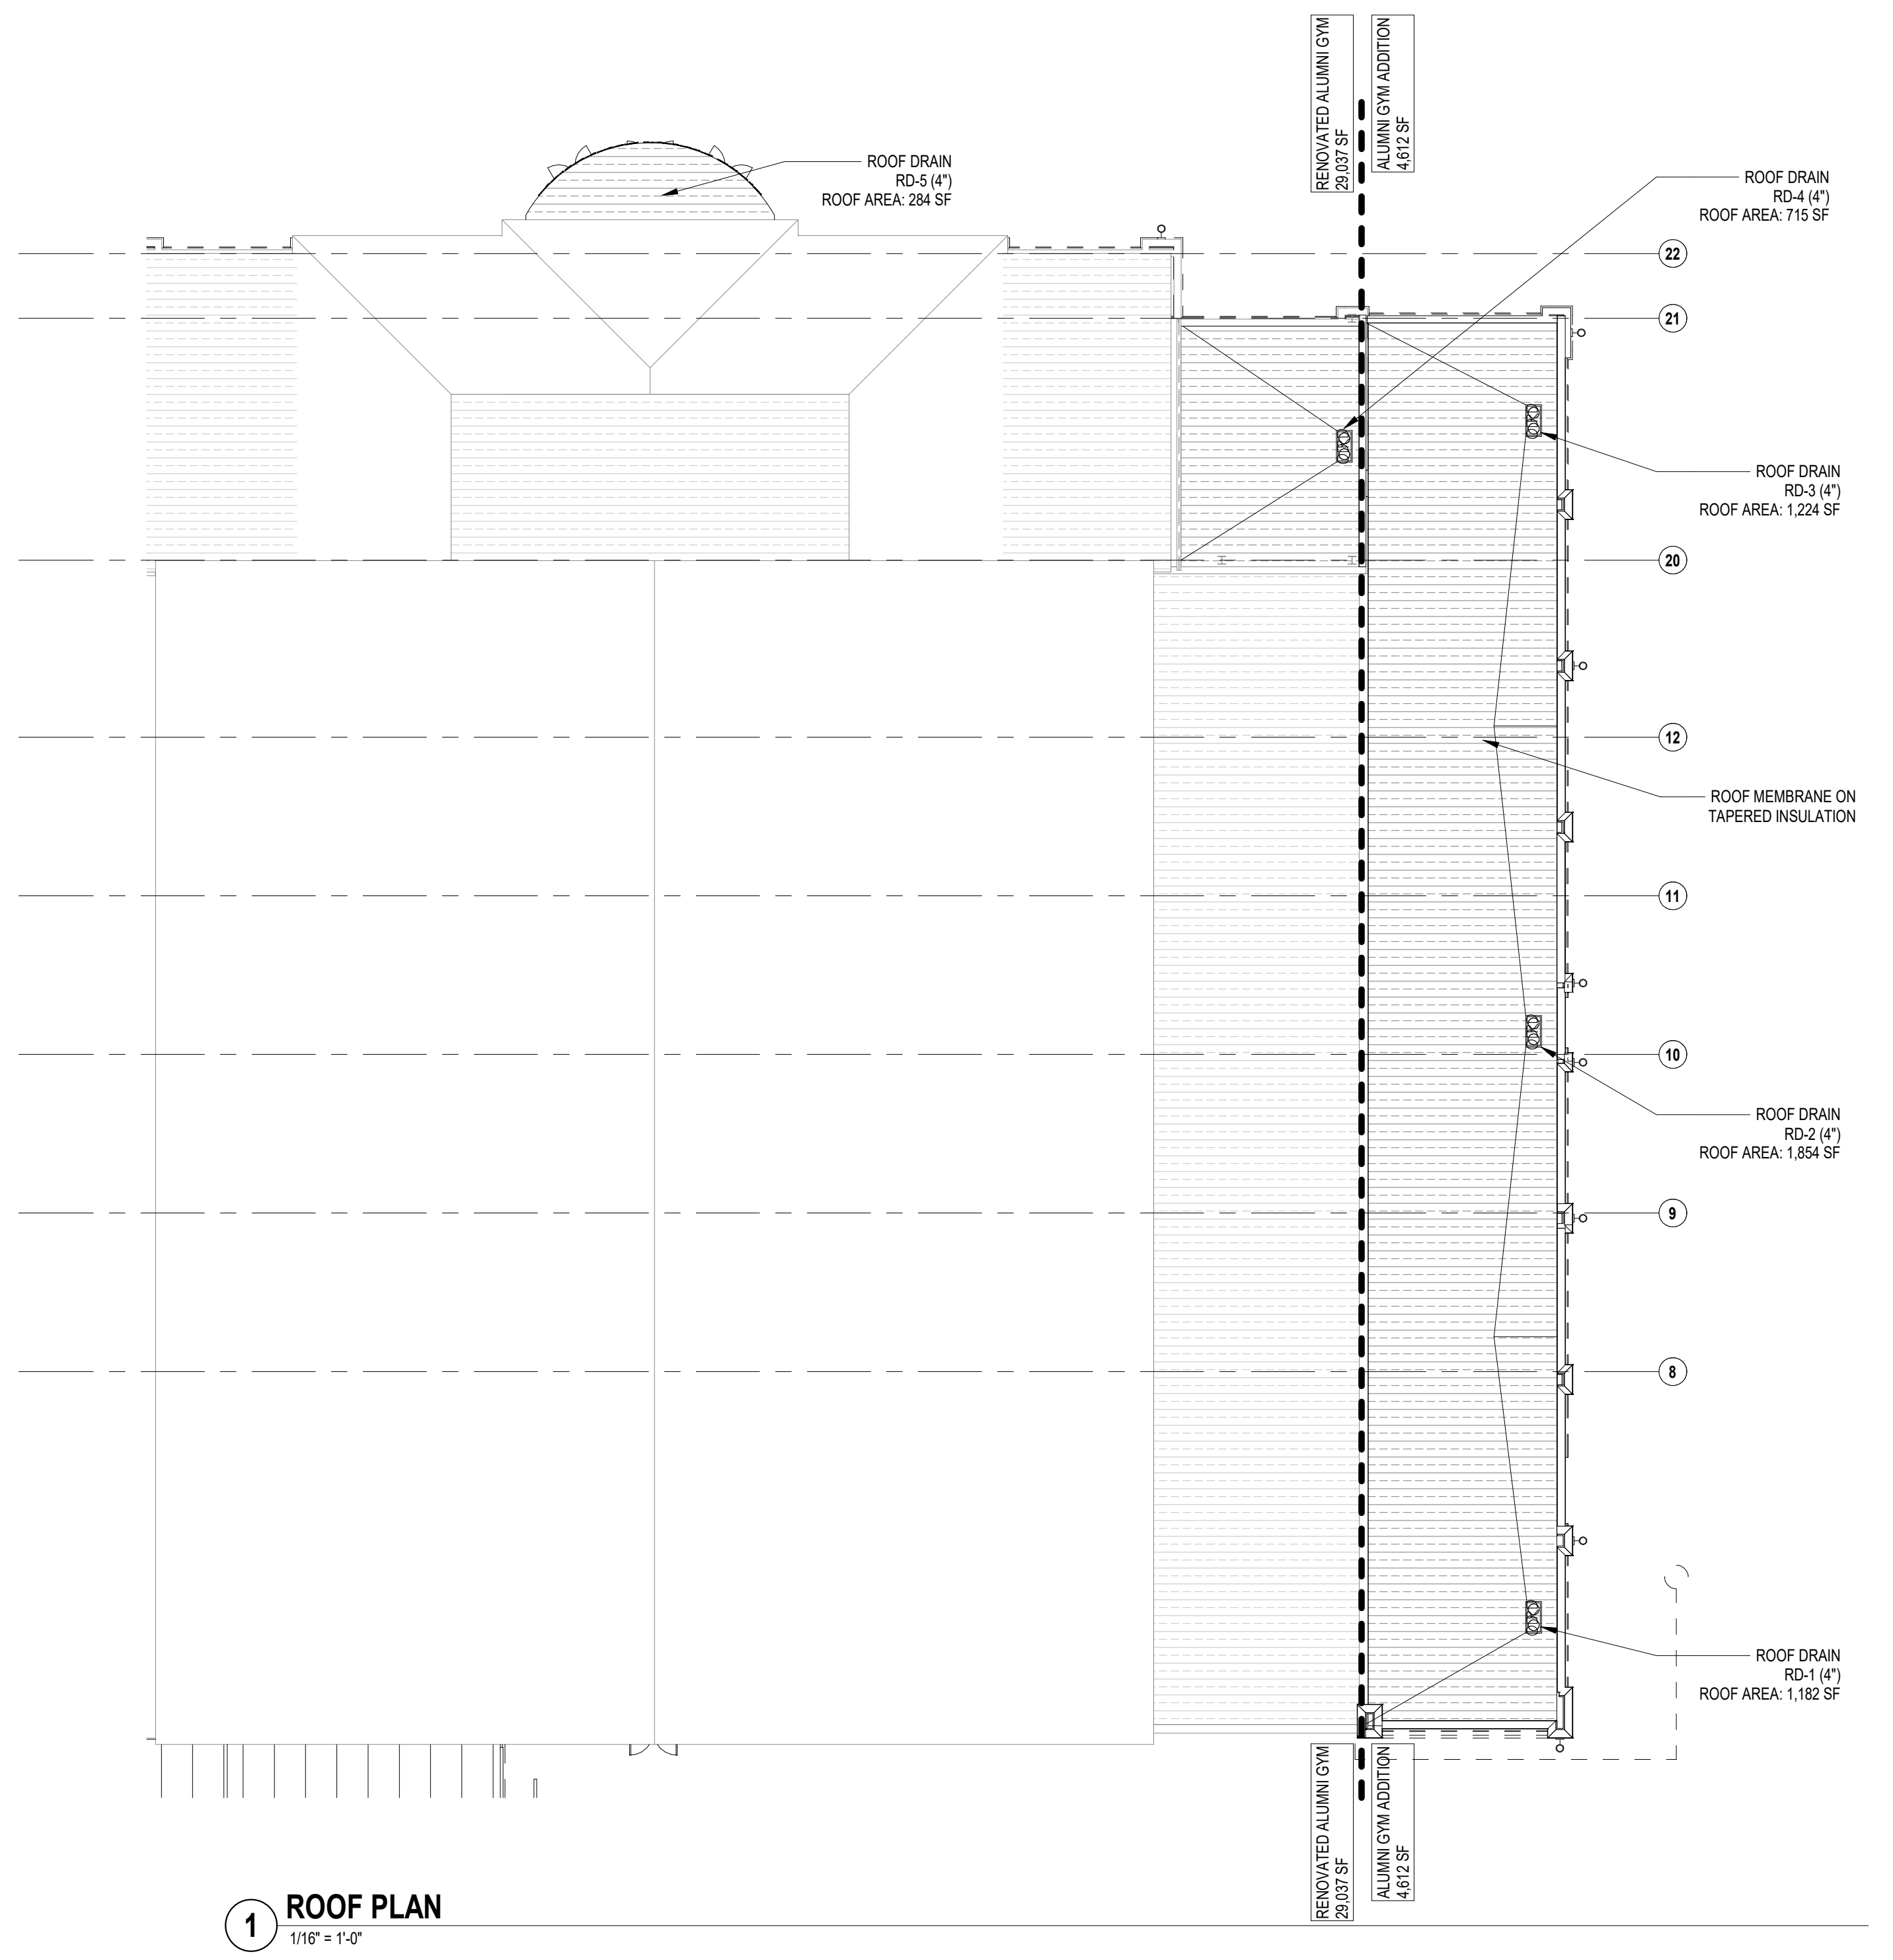 RENOVATED ALUMNI GYM
29,037 SF
ALUMNI GYM ADDITION
4,612 SF
ROOF DRAIN
RD-5 (4")
ROOF AREA: 284 SF
ROOF DRAIN
RD-4 (4")
ROOF AREA: 715 SF
22
21
ROOF DRAIN
RD-3 (4")
ROOF AREA: 1,224 SF
20
12
ROOF MEMBRANE ON
TAPERED INSULATION
11
10
ROOF DRAIN
RD-2 (4")
ROOF AREA: 1,854 SF
9
8
ROOF DRAIN
RD-1 (4")
ROOF AREA: 1,182 SF
RENOVATED ALUMNI GYM
29,037 SF
ALUMNI GYM ADDITION
4,612 SF
1
ROOF PLAN
1/16" = 1'-0"